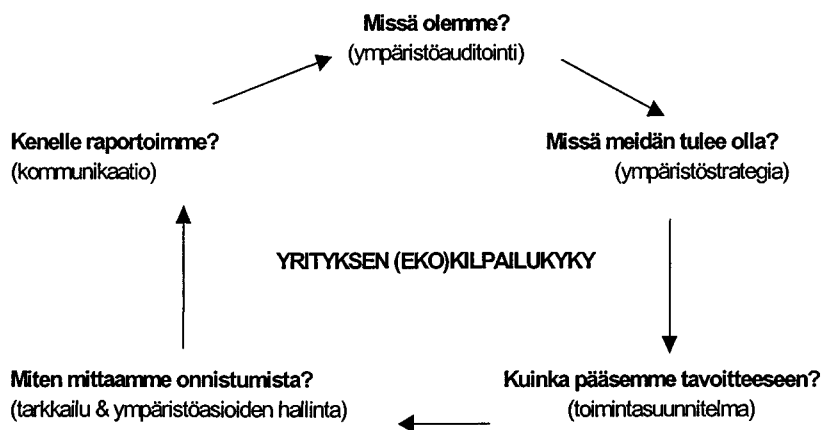 Missä olemme?
(ympäristöauditointi)
Kenelle raportoimme?
(kommunikaatio)
Missä meidän tulee olla?
(ympäristöstrategia)
YRITYKSEN (EKO)KILPAILUKYKY
Miten mittaamme onnistumista?
(tarkkailu & ympäristöasioiden hallinta)
Kuinka pääsemme tavoitteeseen?
(toimintasuunnitelma)